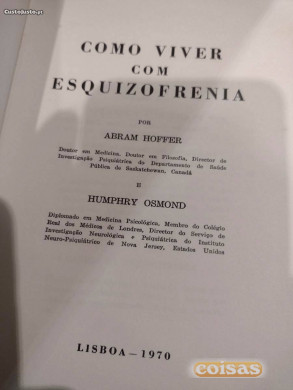 CustoJusto.pt
COMO VIVER
COM
ESQUIZOFRENIA
POR
ABRAM HOFFER
Doutor em Medicina, Doutor em Filosofia, Director de
Investigação Psiquiátrica do Departamento de Saúde
Pública de Saskatchewan, Canadá
E
HUMPHRY OSMOND
Diplomado em Medicina Psicológica, Membro do Colégio
Real dos Médicos de Londres, Director do Serviço de
Investigação Neurológica e Psiquiátrica do Instituto
Neuro-Psiquiátrico de Nova Jersey, Estados Unidos
LISBOA — 1970
coisas